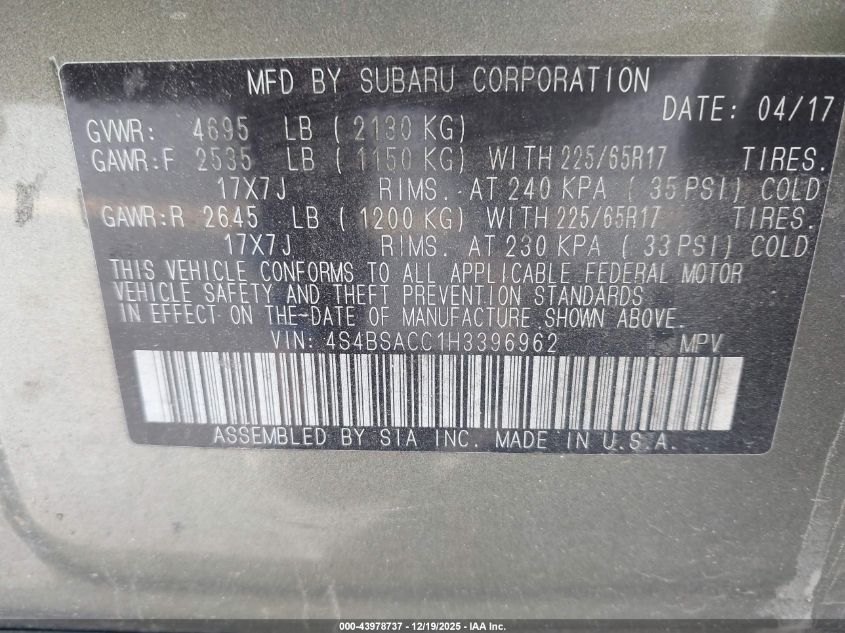 MFD BY SUBARU CORPORATION
DATE: 04/17
GVWR: 4695 LB ( 2130 KG)
GAWR:F 2535 LB ( 1150 KG) WITH 225/65R17 TIRES.
17X7J RIMS. AT 240 KPA ( 35 PSI) COLD
GAWR:R 2645 LB ( 1200 KG) WITH 225/65R17 TIRES.
17X7J RIMS. AT 230 KPA ( 33 PSI) COLD
THIS VEHICLE CONFORMS TO ALL APPLICABLE FEDERAL MOTOR
VEHICLE SAFETY AND THEFT PREVENTION STANDARDS
IN EFFECT ON THE-DATE OF MANUFACTURE SHOWN ABOVE.
VIN: 4S4BSACC1H3396962 MPV
ASSEMBLED BY SIA INC. MADE IN U.S.A.
000-43978737 - 12/19/2025 - IAA Inc.